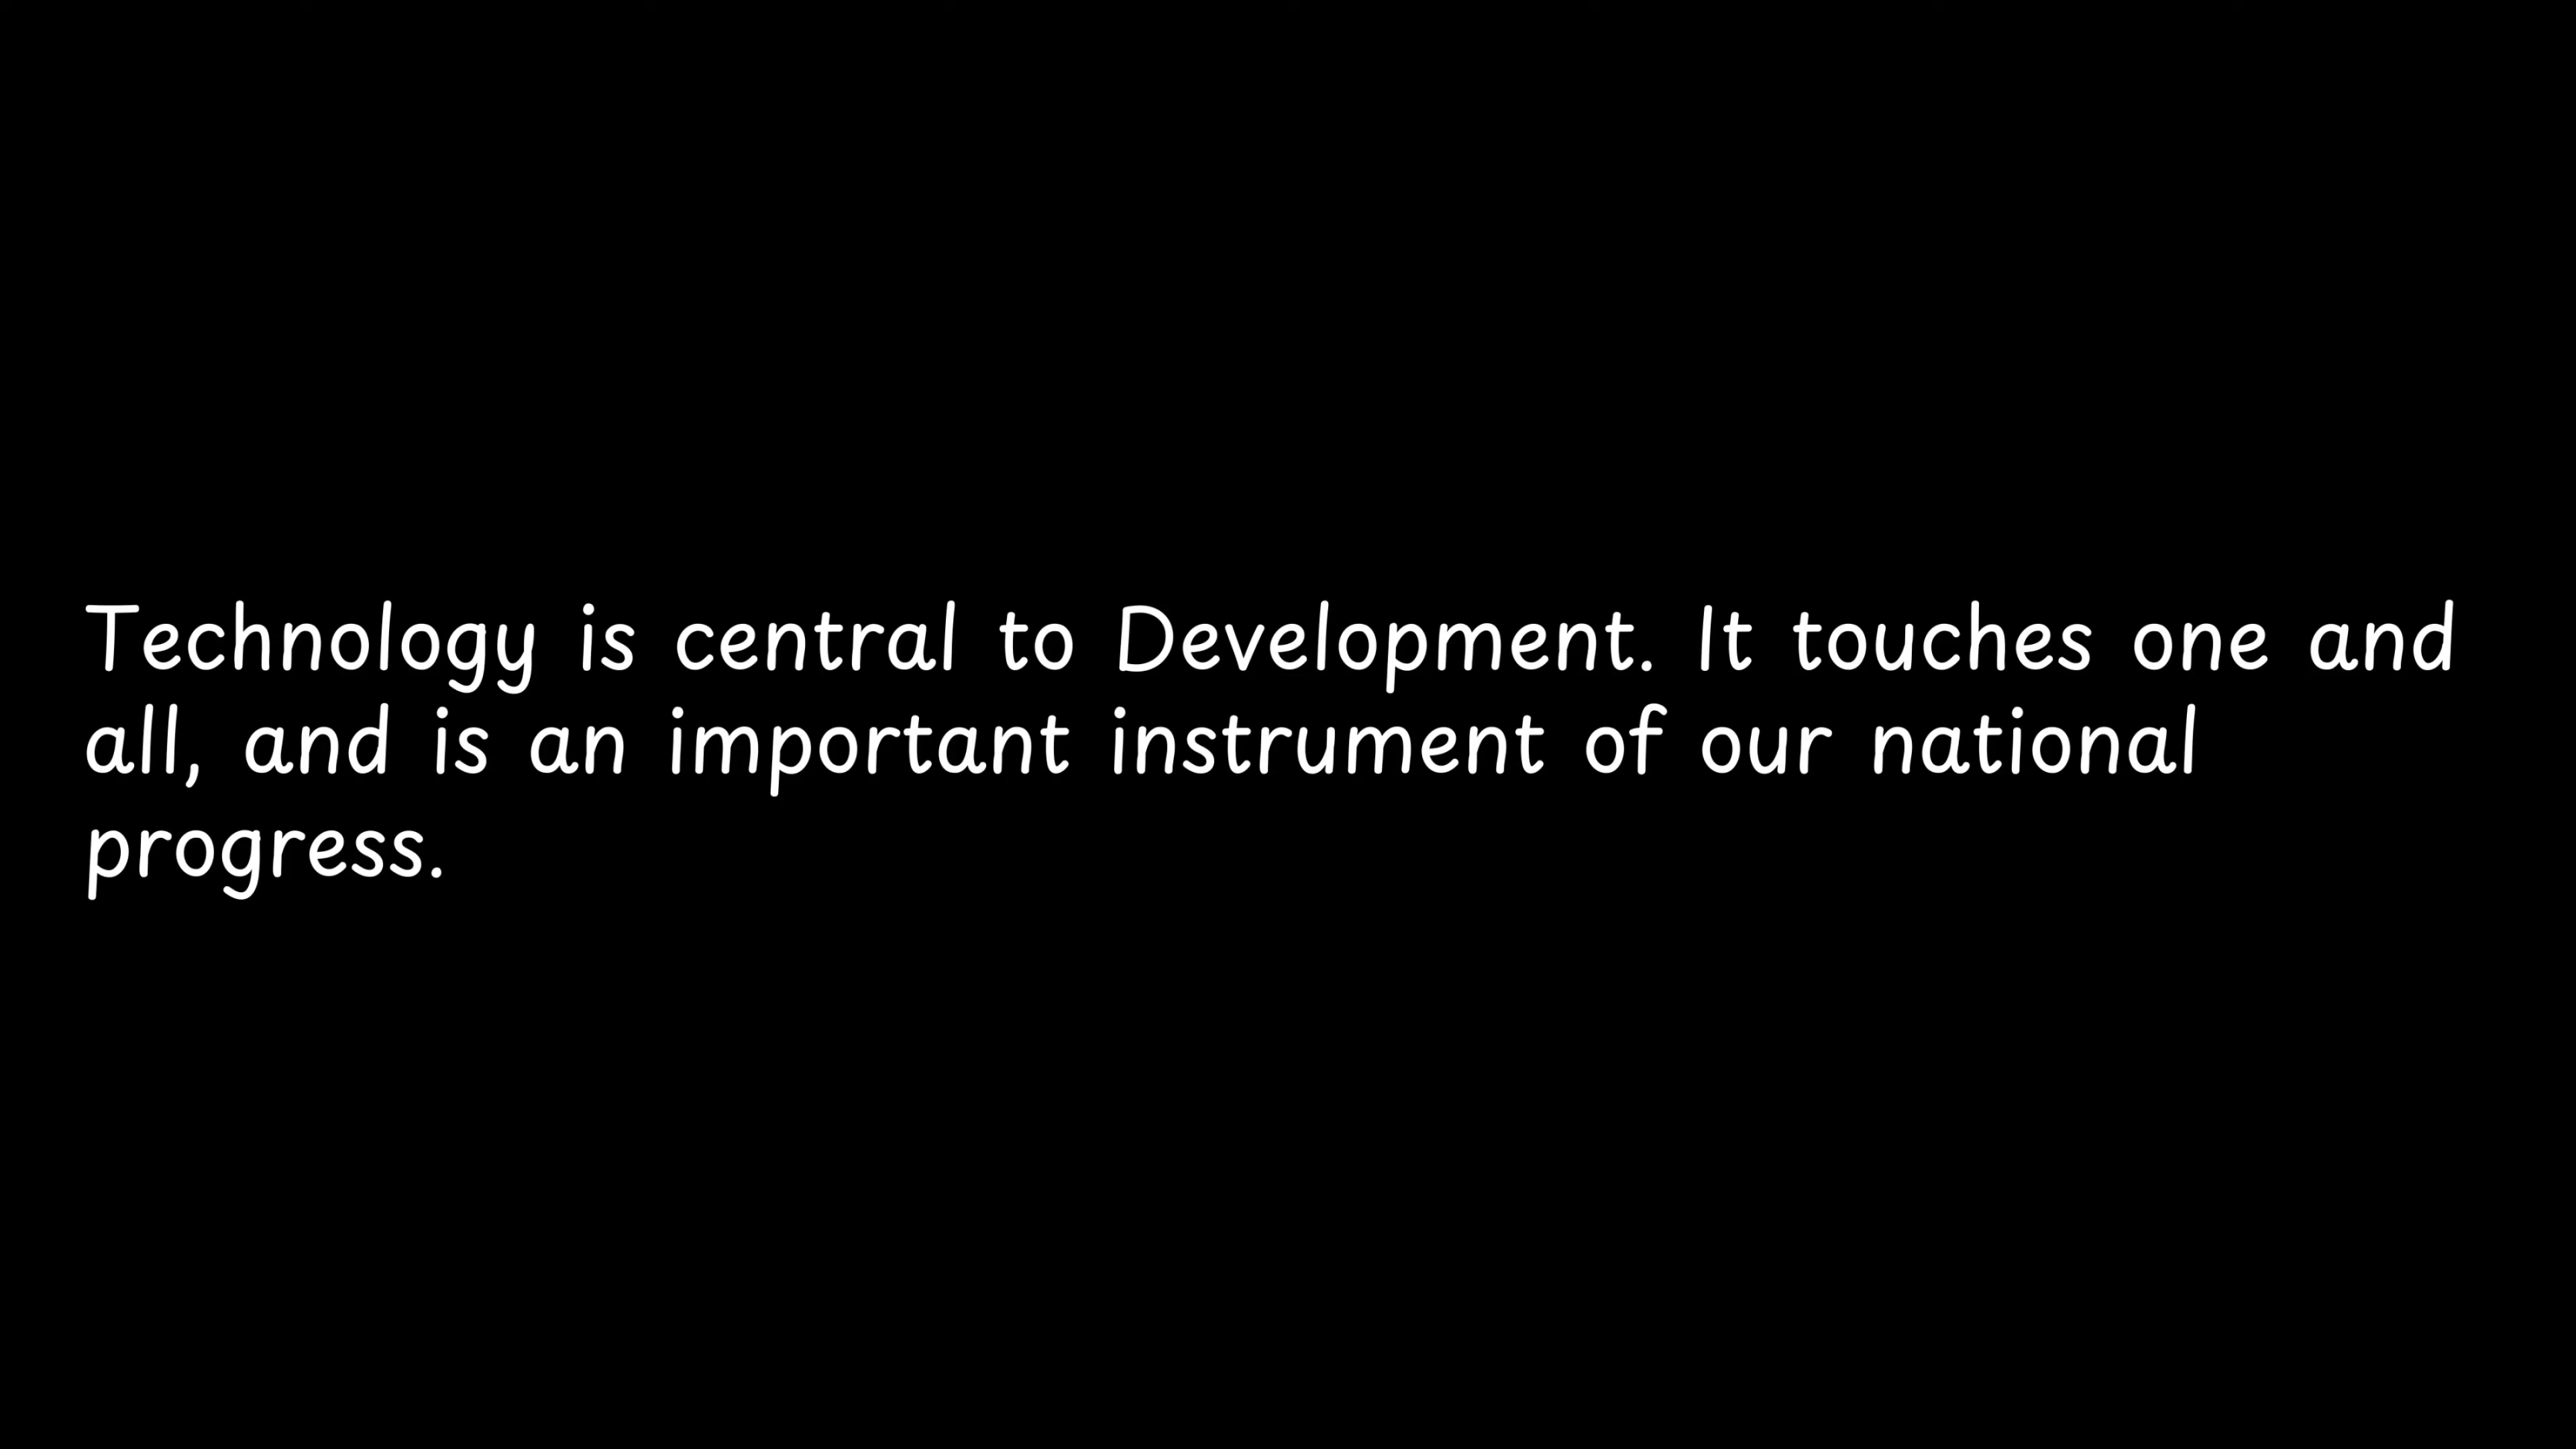 Technology is central to Development. It touches one and
all, and is an important instrument of our national
progress.